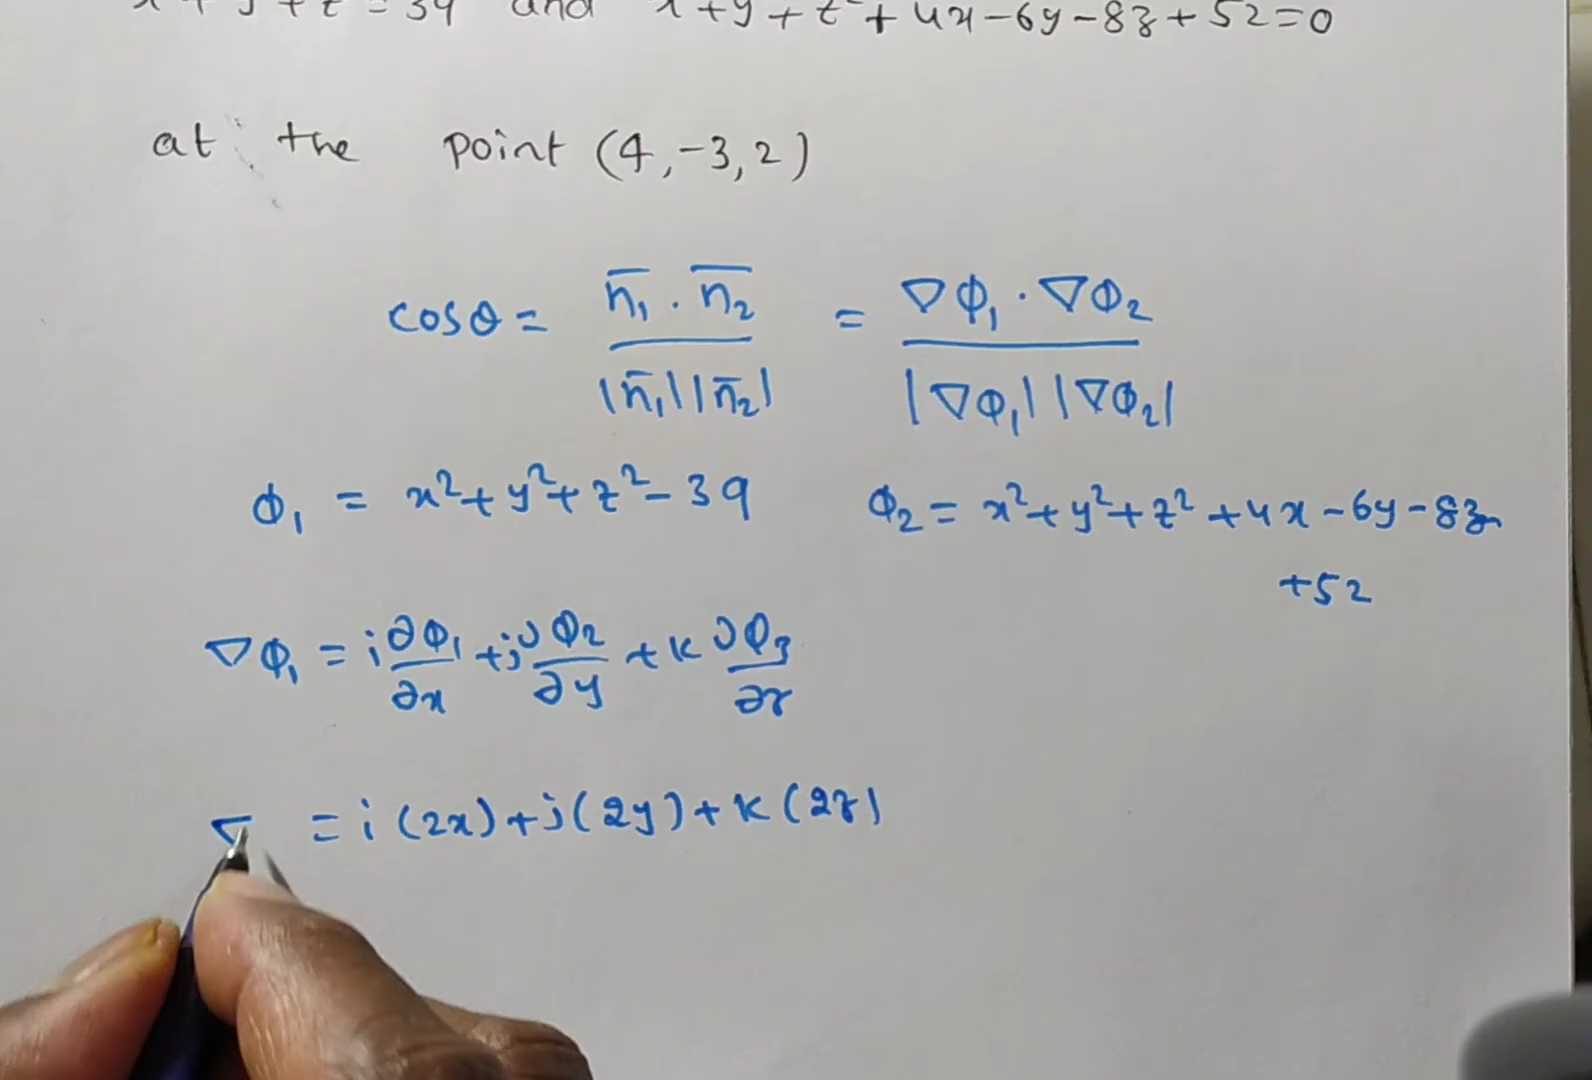 x + y + z = 39 and x + y + z² + 4x - 6y - 8z + 52 = 0
at the point (4, -3, 2)
cosθ = n̄₁ . n̄₂ / |n̄₁| |n̄₂| = ∇ϕ₁ . ∇ϕ₂ / |∇ϕ₁| |∇ϕ₂|
ϕ₁ = x² + y² + z² - 39 ϕ₂ = x² + y² + z² + 4x - 6y - 8z
+52
∇ϕ₁ = i ∂ϕ₁/∂x + j ∂ϕ₂/∂y + k ∂ϕ₃/∂z
∇ = i (2x) + j (2y) + k (2z)